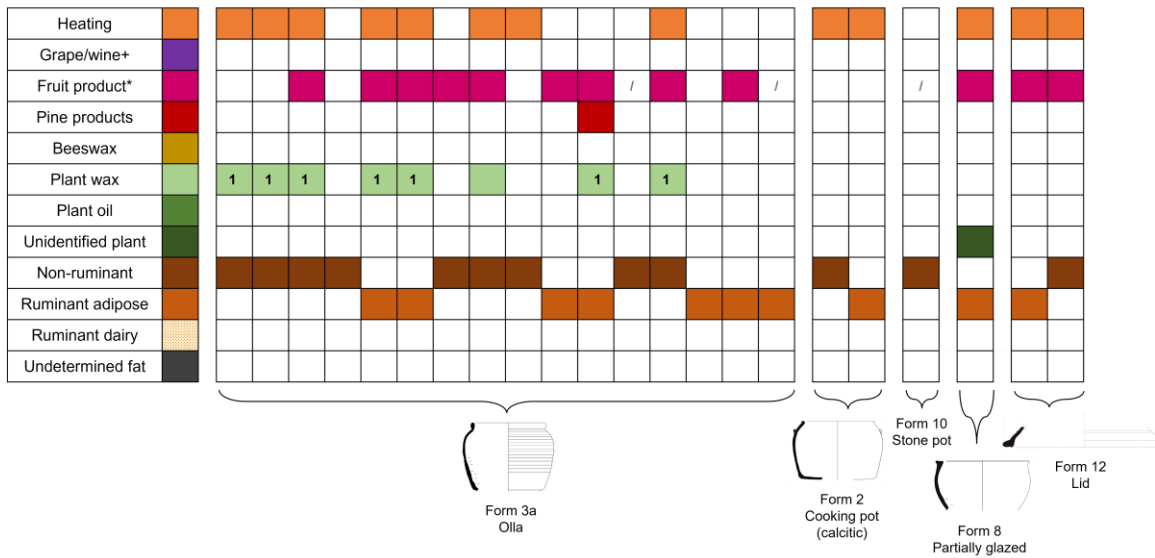 Heating
Grape/wine+
Fruit product* / / /
Pine products
Beeswax
Plant wax 1 1 1 1 1 1 1
Plant oil
Unidentified plant
Non-ruminant
Ruminant adipose
Ruminant dairy
Undetermined fat
Form 3a
Olla
Form 2
Cooking pot
(calcitic)
Form 10
Stone pot
Form 8
Partially glazed
Form 12
Lid